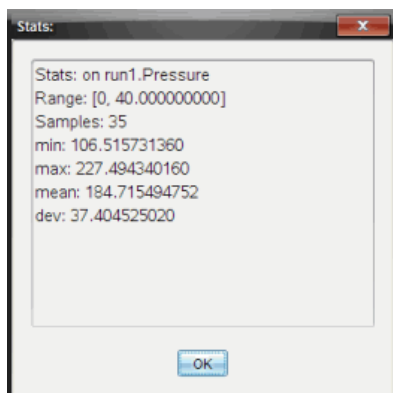 Stats:
Stats: on run1.Pressure
Range: [0, 40.000000000]
Samples: 35
min: 106.515731360
max: 227.494340160
mean: 184.715494752
dev: 37.404525020
OK